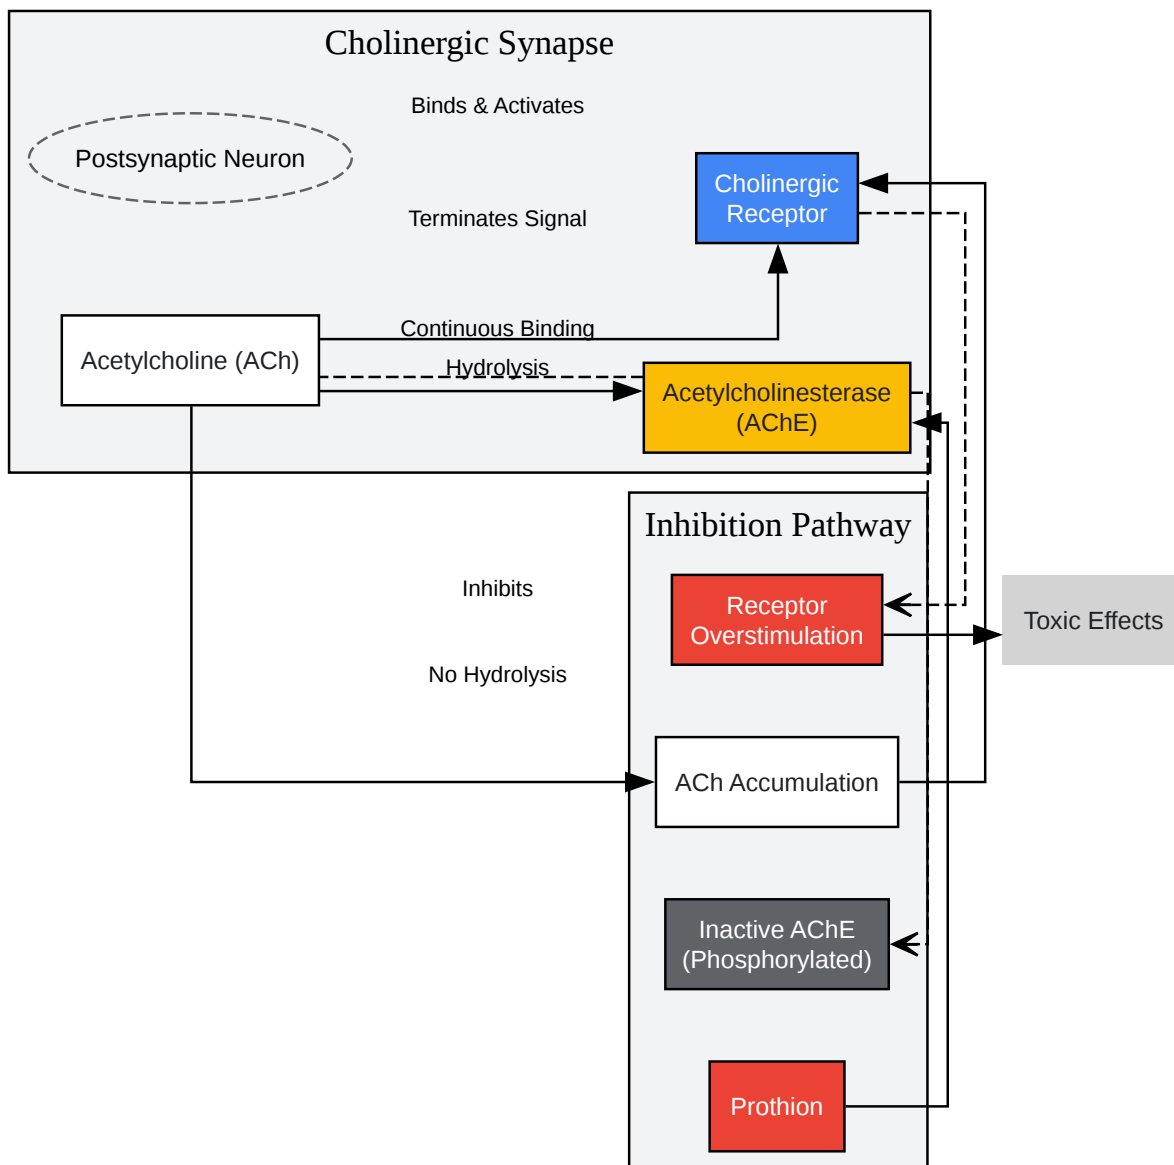 Cholinergic Synapse
Binds & Activates
Postsynaptic Neuron
Cholinergic
Receptor
Terminates Signal
Continuous Binding
Acetylcholine (ACh)
Hydrolysis
Acetylcholinesterase
(AChE)
Inhibition Pathway
Inhibits
Receptor
Overstimulation
Toxic Effects
No Hydrolysis
ACh Accumulation
Inactive AChE
(Phosphorylated)
Prothion